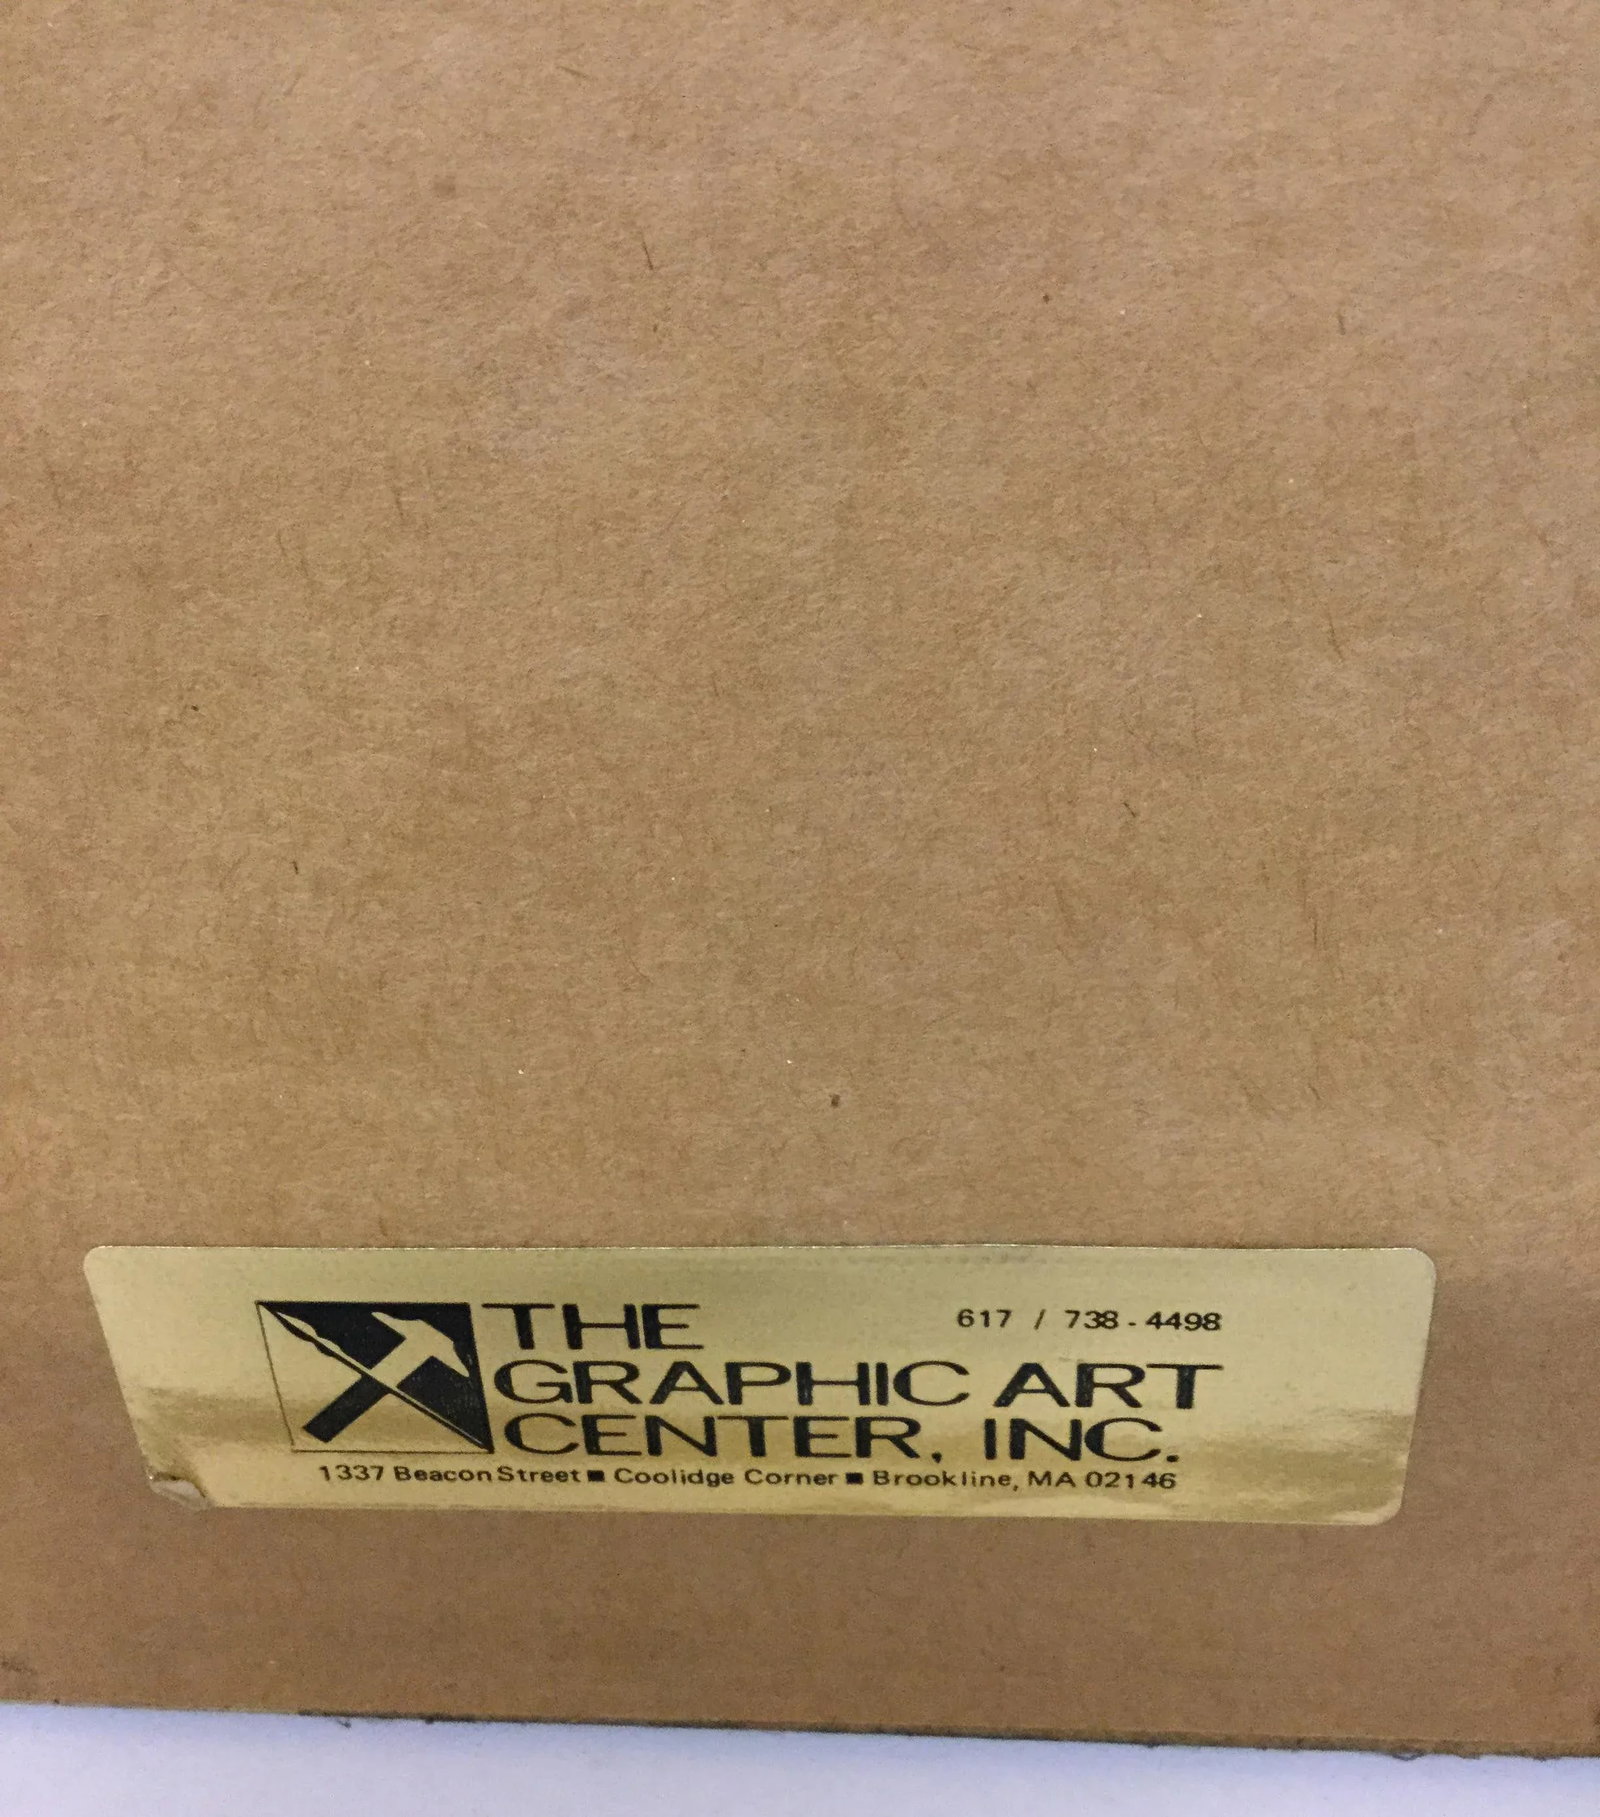 THE
617 / 738-4498
GRAPHIC ART
CENTER, INC.
1337 Beacon Street ■ Coolidge Corner ■ Brookline, MA 02146